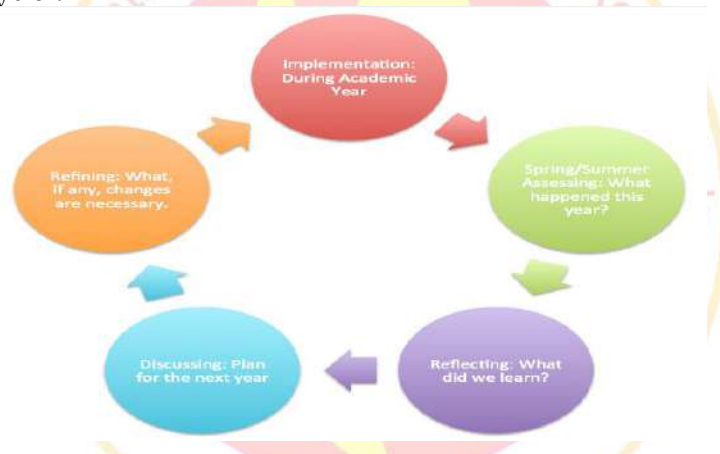 Implementation:
During Academic
Year
Spring/Summer
Assessing: What
happened this
year?
Reflecting: What
did we learn?
Discussing: Plan
for the next year
Refining: What,
if any, changes
are necessary.